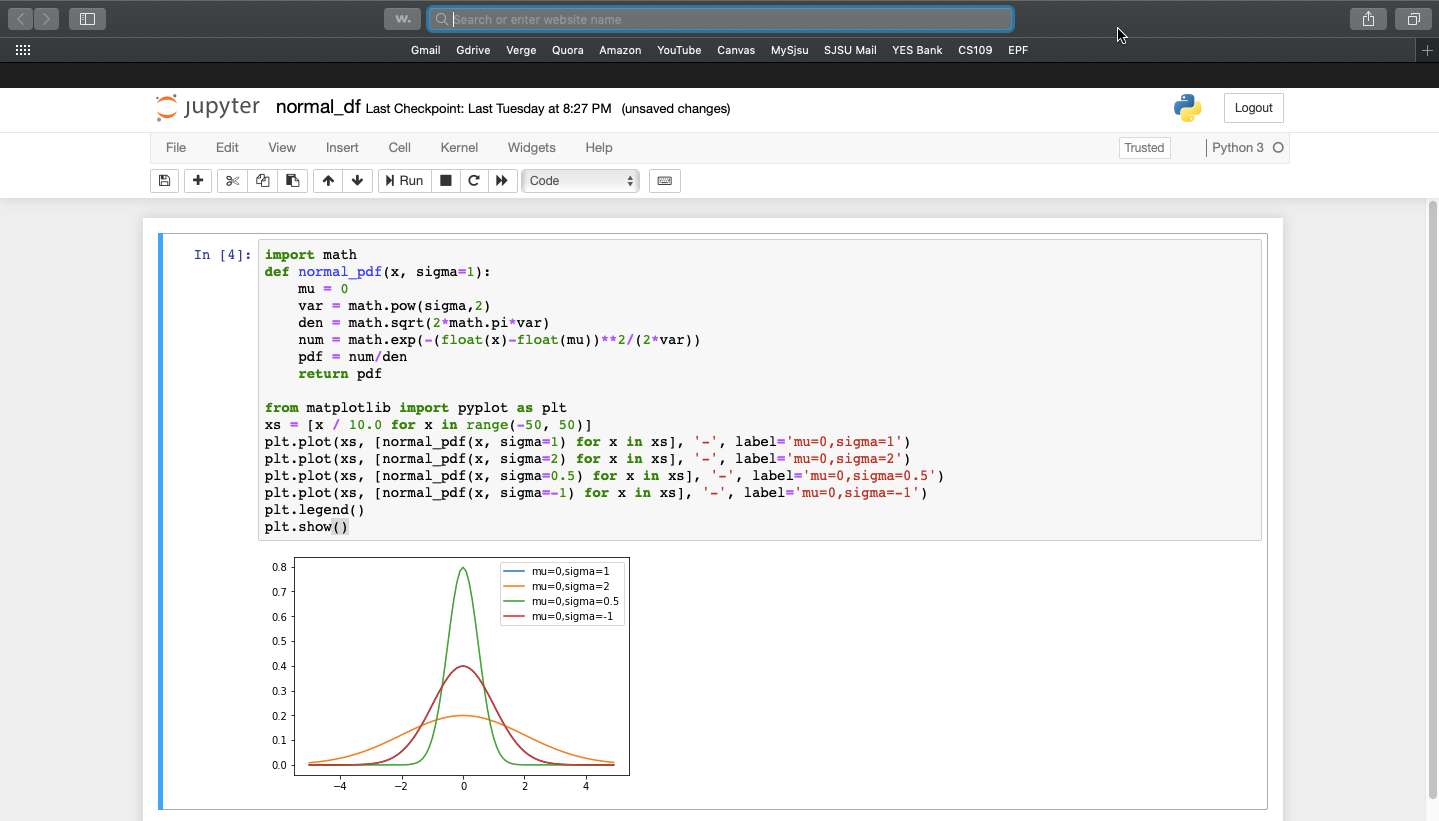 w.
Search or enter website name
Gmail Gdrive Verge Quora Amazon YouTube Canvas MySjsu SJSU Mail YES Bank CS109 EPF
jupyter normal_df Last Checkpoint: Last Tuesday at 8:27 PM (unsaved changes)
Logout
File Edit View Insert Cell Kernel Widgets Help
Trusted Python 3
Run Code
In [4]:
import math
def normal_pdf(x, sigma=1):
    mu = 0
    var = math.pow(sigma,2)
    den = math.sqrt(2*math.pi*var)
    num = math.exp(-(float(x)-float(mu))**2/(2*var))
    pdf = num/den
    return pdf

from matplotlib import pyplot as plt
xs = [x / 10.0 for x in range(-50, 50)]
plt.plot(xs, [normal_pdf(x, sigma=1) for x in xs], '-', label='mu=0,sigma=1')
plt.plot(xs, [normal_pdf(x, sigma=2) for x in xs], '-', label='mu=0,sigma=2')
plt.plot(xs, [normal_pdf(x, sigma=0.5) for x in xs], '-', label='mu=0,sigma=0.5')
plt.plot(xs, [normal_pdf(x, sigma=-1) for x in xs], '-', label='mu=0,sigma=-1')
plt.legend()
plt.show()
mu=0,sigma=1
mu=0,sigma=2
mu=0,sigma=0.5
mu=0,sigma=-1
0.8
0.7
0.6
0.5
0.4
0.3
0.2
0.1
0.0
−4 −2 0 2 4